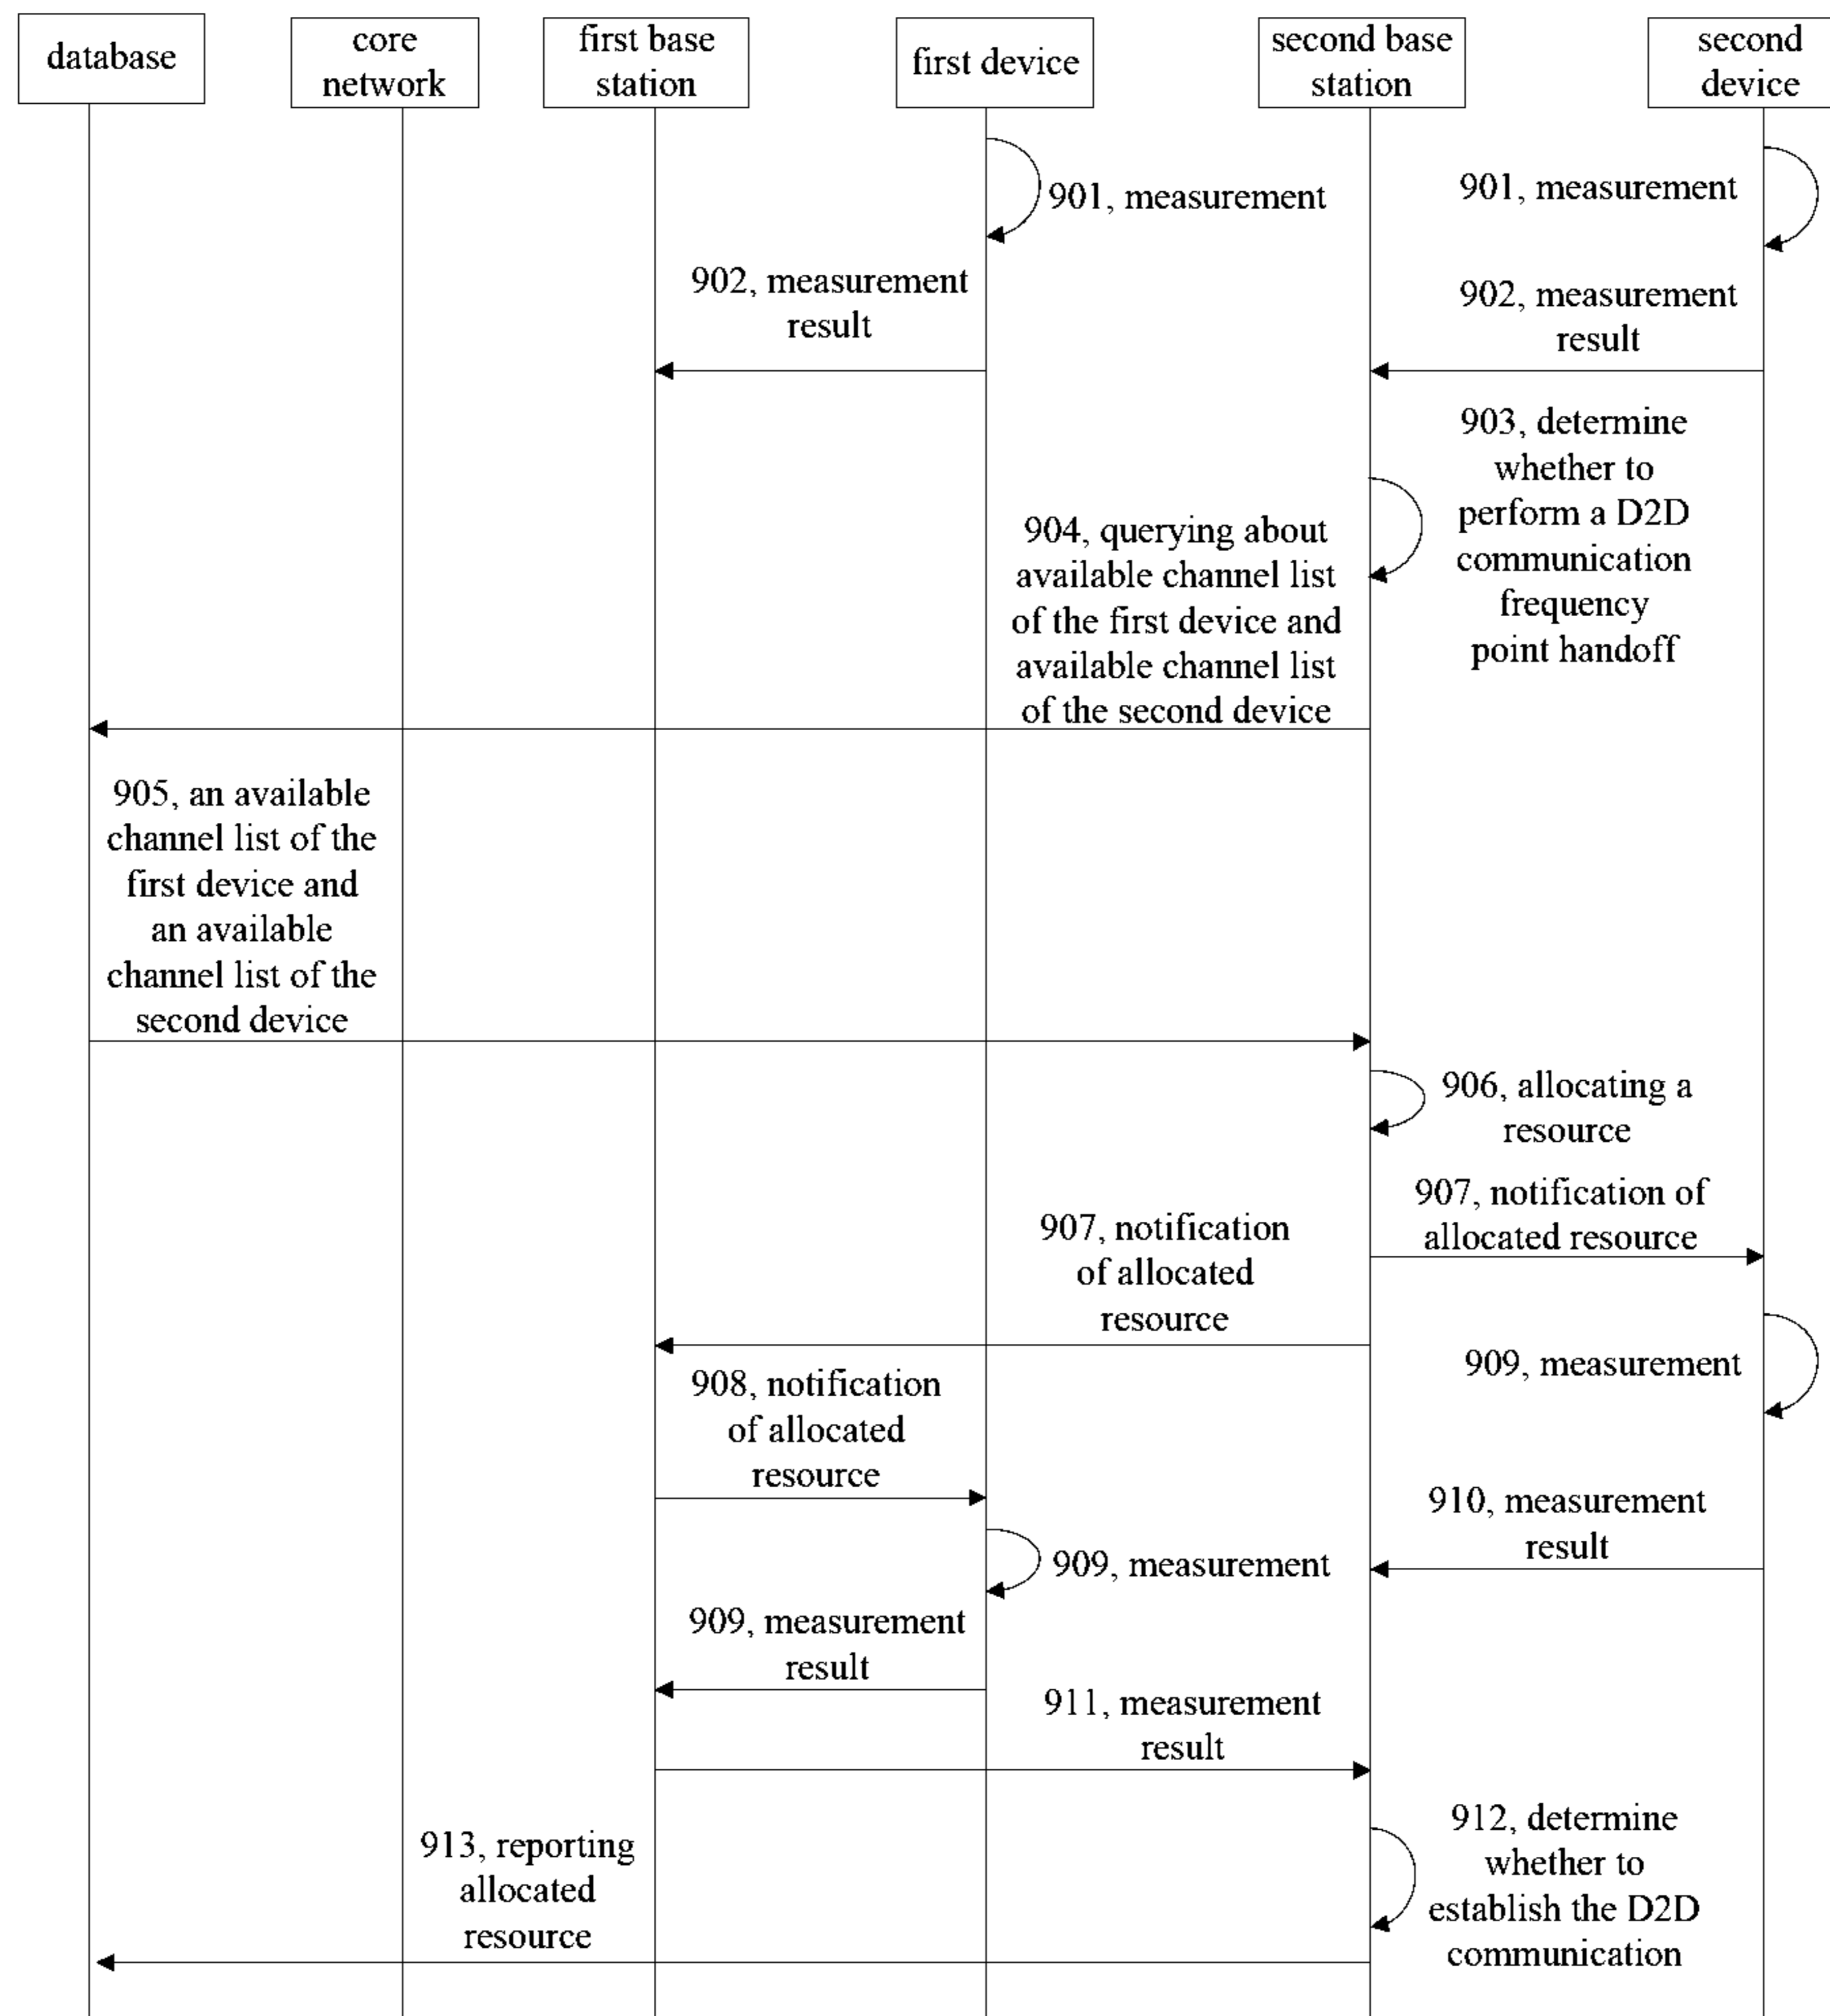 database
core
network
first base
station
first device
second base
station
second
device
901, measurement
901, measurement
902, measurement
result
902, measurement
result
903, determine
whether to
perform a D2D
communication
frequency
point handoff
904, querying about
available channel list
of the first device and
available channel list
of the second device
905, an available
channel list of the
first device and
an available
channel list of the
second device
906, allocating a
resource
907, notification of
allocated resource
907, notification
of allocated
resource
908, notification
of allocated
resource
909, measurement
910, measurement
result
909, measurement
909, measurement
result
911, measurement
result
912, determine
whether to
establish the D2D
communication
913, reporting
allocated
resource